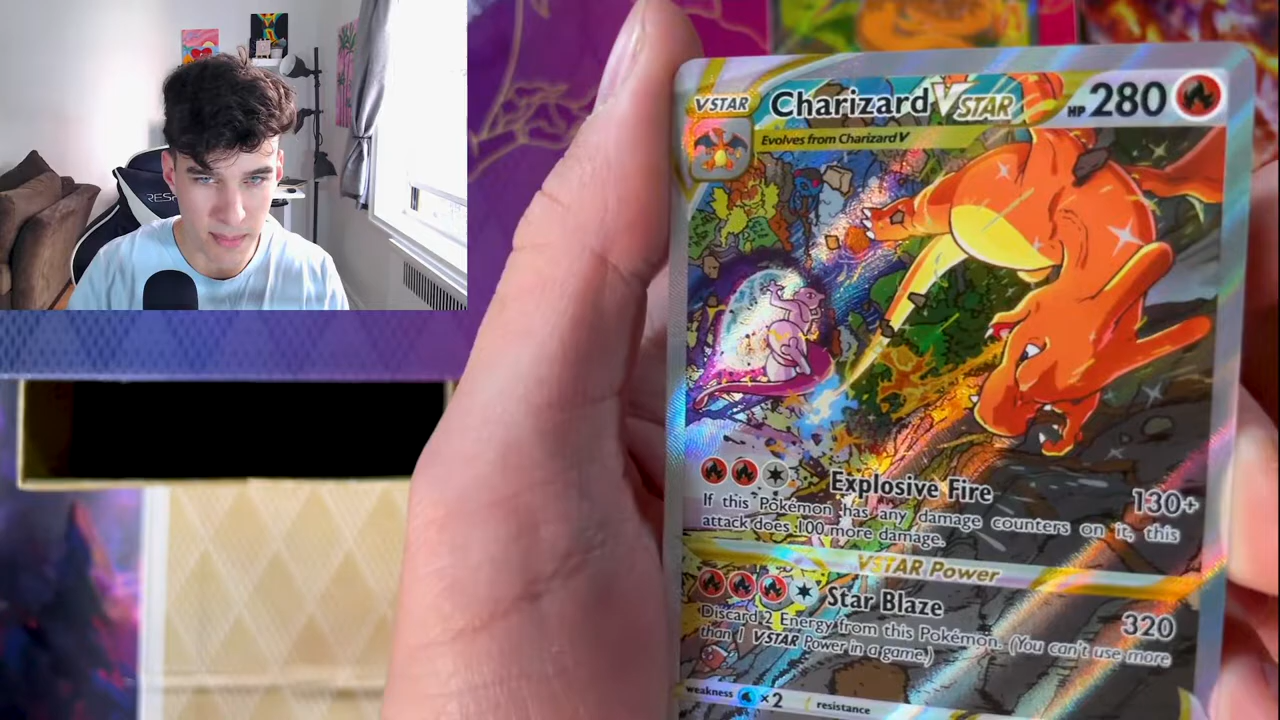 RES
VSTAR
Charizard VSTAR
HP 280
Evolves from Charizard V
Explosive Fire
130+
If this Pokémon has any damage counters on it, this
attack does 100 more damage.
VSTAR Power
Star Blaze
320
Discard 2 Energy from this Pokémon. (You can't use more
than 1 VSTAR Power in a game.)
weakness ×2
resistance